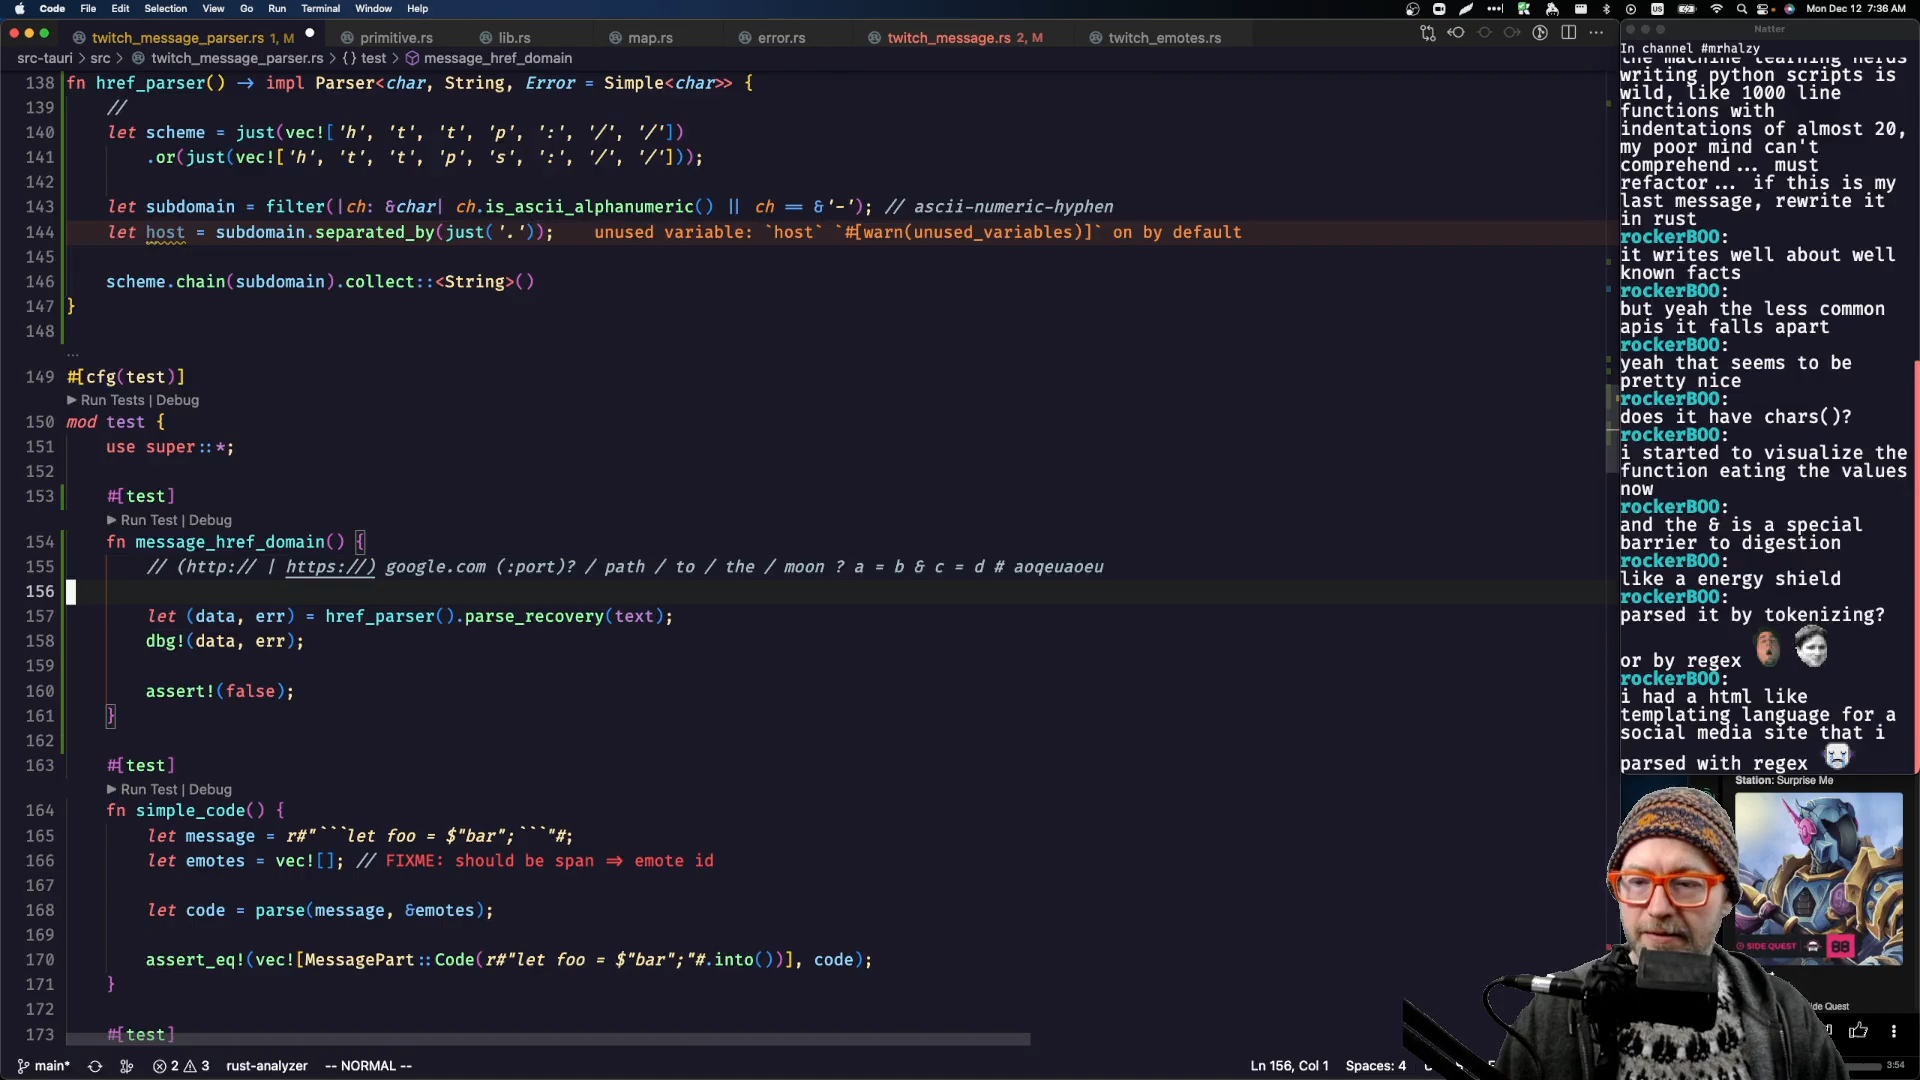 Code File Edit Selection View Go Run Terminal Window Help
Mon Dec 12 7:36 AM
twitch_message_parser.rs 1, M
primitive.rs
lib.rs
map.rs
error.rs
twitch_message.rs 2, M
twitch_emotes.rs
src-tauri > src > twitch_message_parser.rs > {} test > message_href_domain
138 fn href_parser() -> impl Parser<char, String, Error = Simple<char>> {
139 //
140 let scheme = just(vec!['h', 't', 't', 'p', ':', '/', '/'])
141 .or(just(vec!['h', 't', 't', 'p', 's', ':', '/', '/']));
142
143 let subdomain = filter(|ch: &char| ch.is_ascii_alphanumeric() || ch == &'-'); // ascii-numeric-hyphen
144 let host = subdomain.separated_by(just('.')); unused variable: `host` `#[warn(unused_variables)]` on by default
145
146 scheme.chain(subdomain).collect::<String>()
147 }
148
...
149 #[cfg(test)]
▶ Run Tests | Debug
150 mod test {
151 use super::*;
152
153 #[test]
▶ Run Test | Debug
154 fn message_href_domain() {
155 // (http:// | https://) google.com (:port)? / path / to / the / moon ? a = b & c = d # aoqeuaoeu
156
157 let (data, err) = href_parser().parse_recovery(text);
158 dbg!(data, err);
159
160 assert!(false);
161 }
162
163 #[test]
▶ Run Test | Debug
164 fn simple_code() {
165 let message = r#"```let foo = $"bar";```"#;
166 let emotes = vec![]; // FIXME: should be span => emote id
167
168 let code = parse(message, &emotes);
169
170 assert_eq!(vec![MessagePart::Code(r#"let foo = $"bar";"#.into())], code);
171 }
172
173 #[test]
main* 2 3 rust-analyzer -- NORMAL --
Ln 156, Col 1 Spaces: 4
Natter
In channel #mrhalzy
the machine learning nerds
writing python scripts is
wild, like 1000 line
functions with
indentations of almost 20,
my poor mind can't
comprehend... must
refactor... if this is my
last message, rewrite it
in rust
rockerBOO:
it writes well about well
known facts
rockerBOO:
but yeah the less common
apis it falls apart
rockerBOO:
yeah that seems to be
pretty nice
rockerBOO:
does it have chars()?
rockerBOO:
i started to visualize the
function eating the values
now
rockerBOO:
and the & is a special
barrier to digestion
rockerBOO:
like a energy shield
rockerBOO:
parsed it by tokenizing?
or by regex
rockerBOO:
i had a html like
templating language for a
social media site that i
parsed with regex
Station: Surprise Me
SIDE QUEST
88
ide Quest
3:54